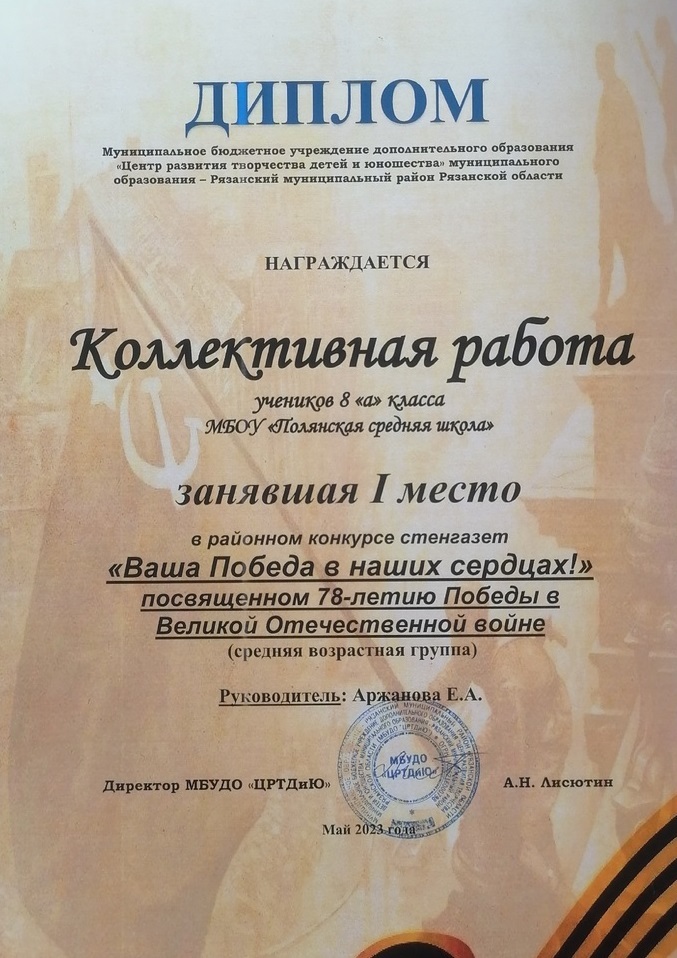 ДИПЛОМ
Муниципальное бюджетное учреждение дополнительного образования
«Центр развития творчества детей и юношества» муниципального
образования – Рязанский муниципальный район Рязанской области
НАГРАЖДАЕТСЯ
Коллективная работа
учеников 8 «а» класса
МБОУ «Полянская средняя школа»
занявшая I место
в районном конкурсе стенгазет
«Ваша Победа в наших сердцах!»
посвященном 78-летию Победы в
Великой Отечественной войне
(средняя возрастная группа)
Руководитель: Аржанова Е.А.
МБУДО
«ЦРТДиЮ»
Директор МБУДО «ЦРТДиЮ»
А.Н. Лисютин
Май 2023 года